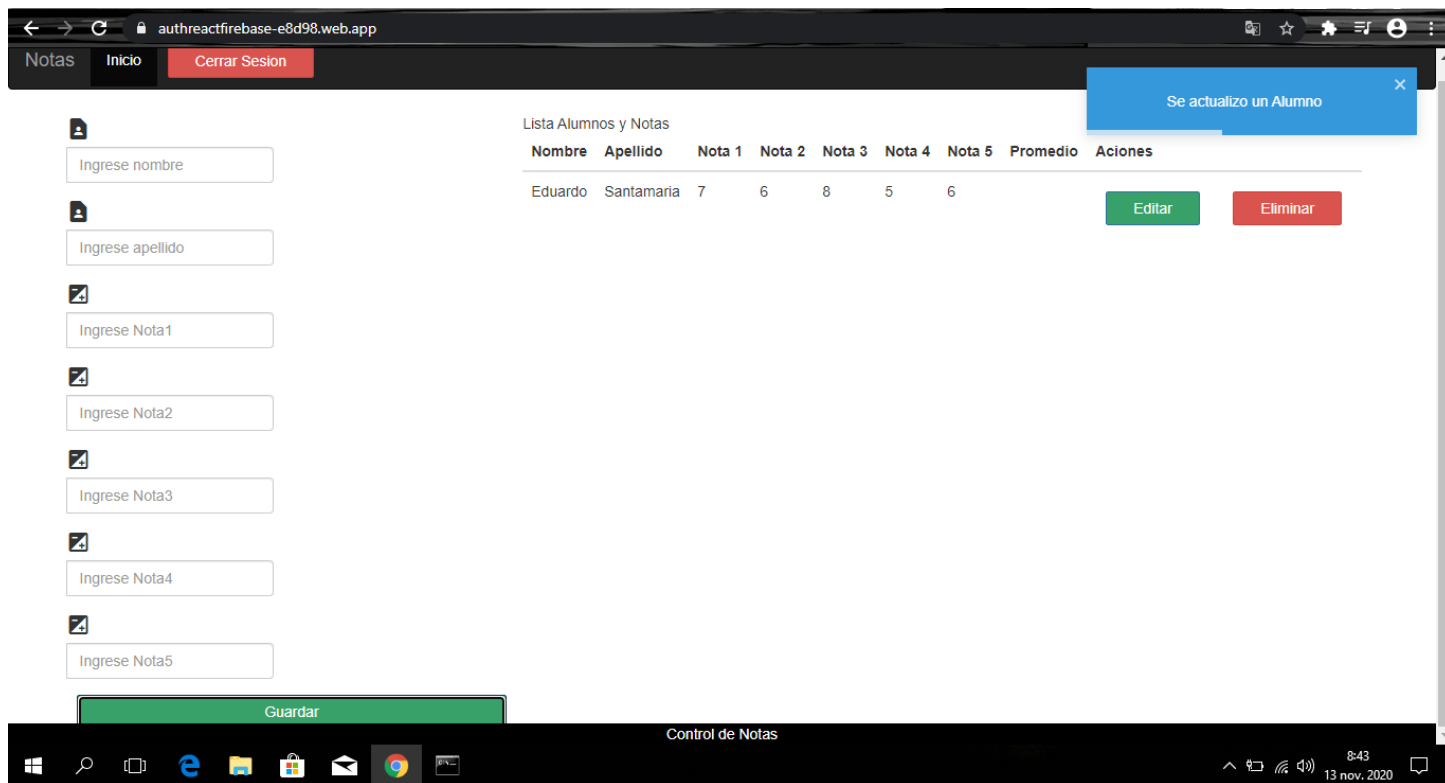 authreactfirebase-e8d98.web.app
Notas Inicio Cerrar Sesion
Se actualizo un Alumno
Ingrese nombre
Ingrese apellido
Ingrese Nota1
Ingrese Nota2
Ingrese Nota3
Ingrese Nota4
Ingrese Nota5
Guardar
Lista Alumnos y Notas
Nombre Apellido Nota 1 Nota 2 Nota 3 Nota 4 Nota 5 Promedio Aciones
Eduardo Santamaria 7 6 8 5 6 Editar Eliminar
Control de Notas
8:43
13 nov. 2020